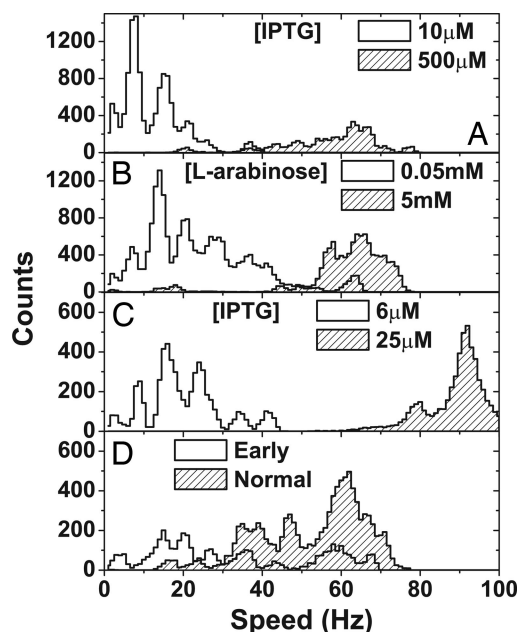 1200
800
400
0
[IPTG]
10μM
500μM
A
B
1200
800
400
0
[L-arabinose]
0.05mM
5mM
C
600
400
200
0
[IPTG]
6μM
25μM
D
600
400
200
0
Early
Normal
Counts
0 20 40 60 80 100
Speed (Hz)